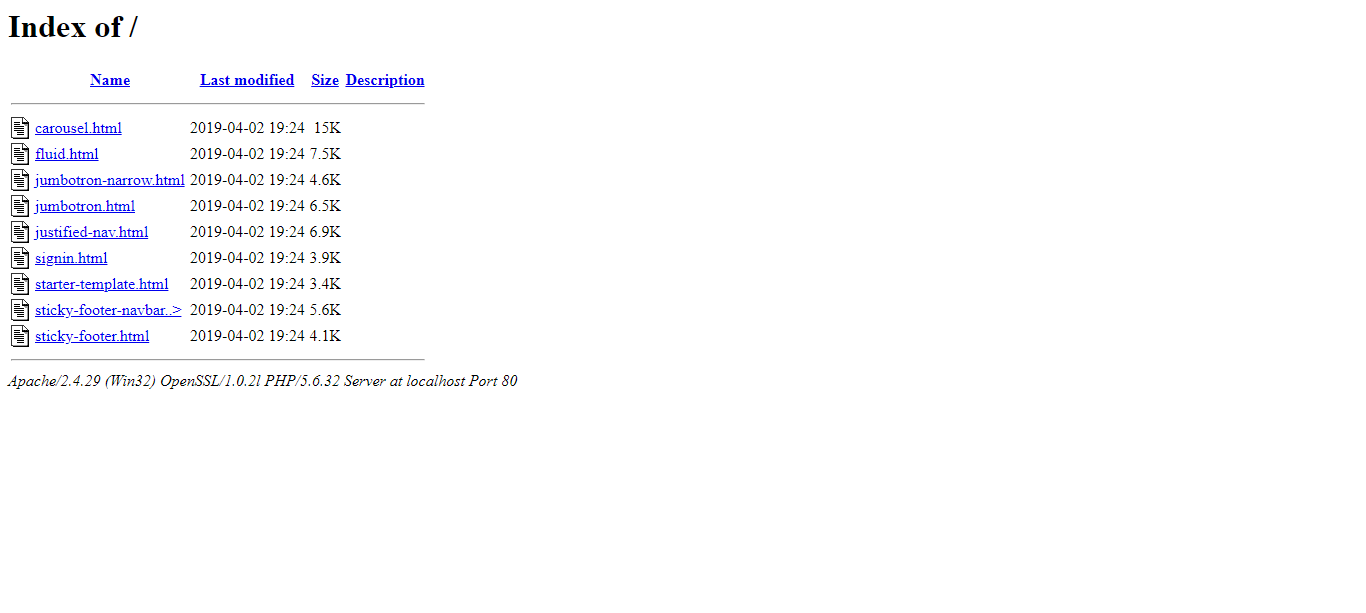 Index of /
Name Last modified Size Description
carousel.html 2019-04-02 19:24 15K
fluid.html 2019-04-02 19:24 7.5K
jumbotron-narrow.html 2019-04-02 19:24 4.6K
jumbotron.html 2019-04-02 19:24 6.5K
justified-nav.html 2019-04-02 19:24 6.9K
signin.html 2019-04-02 19:24 3.9K
starter-template.html 2019-04-02 19:24 3.4K
sticky-footer-navbar..> 2019-04-02 19:24 5.6K
sticky-footer.html 2019-04-02 19:24 4.1K
Apache/2.4.29 (Win32) OpenSSL/1.0.2l PHP/5.6.32 Server at localhost Port 80